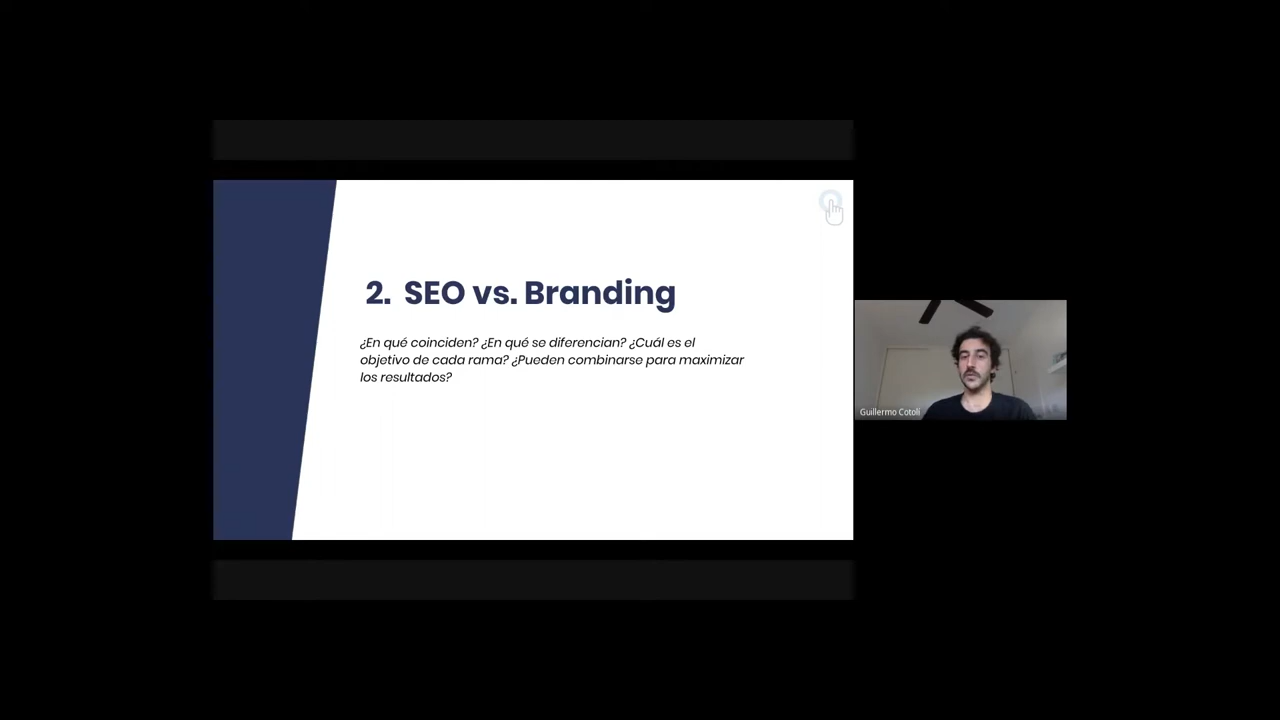 2. SEO vs. Branding
¿En qué coinciden? ¿En qué se diferencian? ¿Cuál es el
objetivo de cada rama? ¿Pueden combinarse para maximizar
los resultados?
Guillermo Cotolí